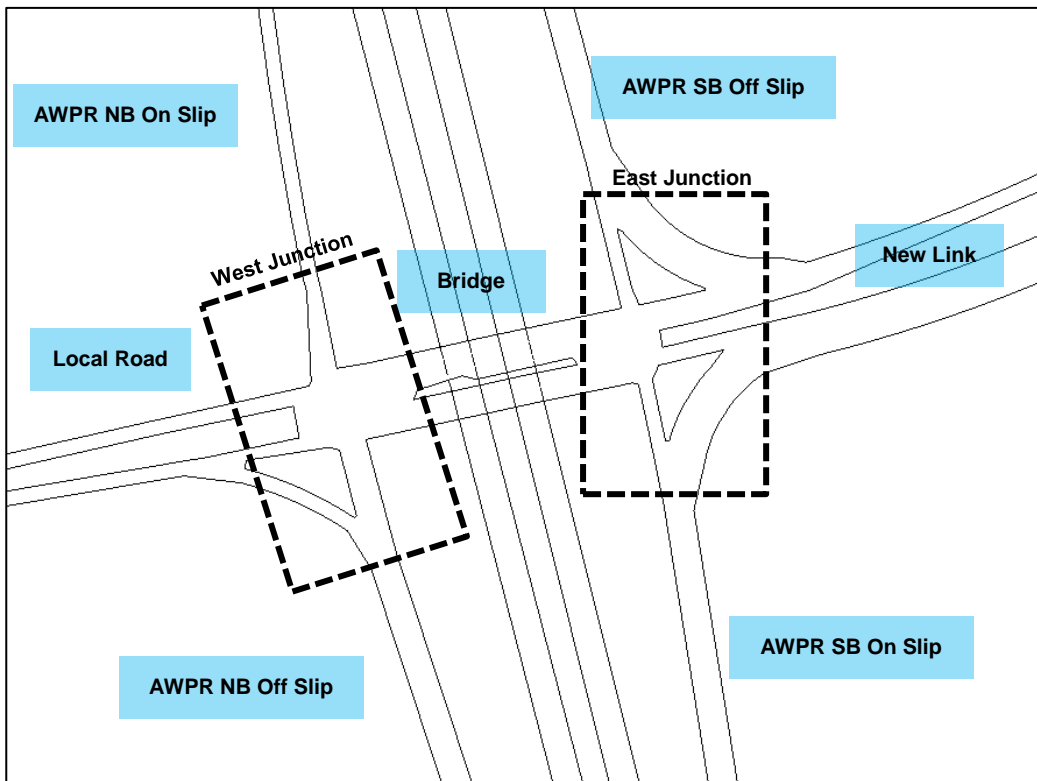 AWPR SB Off Slip
AWPR NB On Slip
East Junction
West Junction
New Link
Bridge
Local Road
AWPR SB On Slip
AWPR NB Off Slip